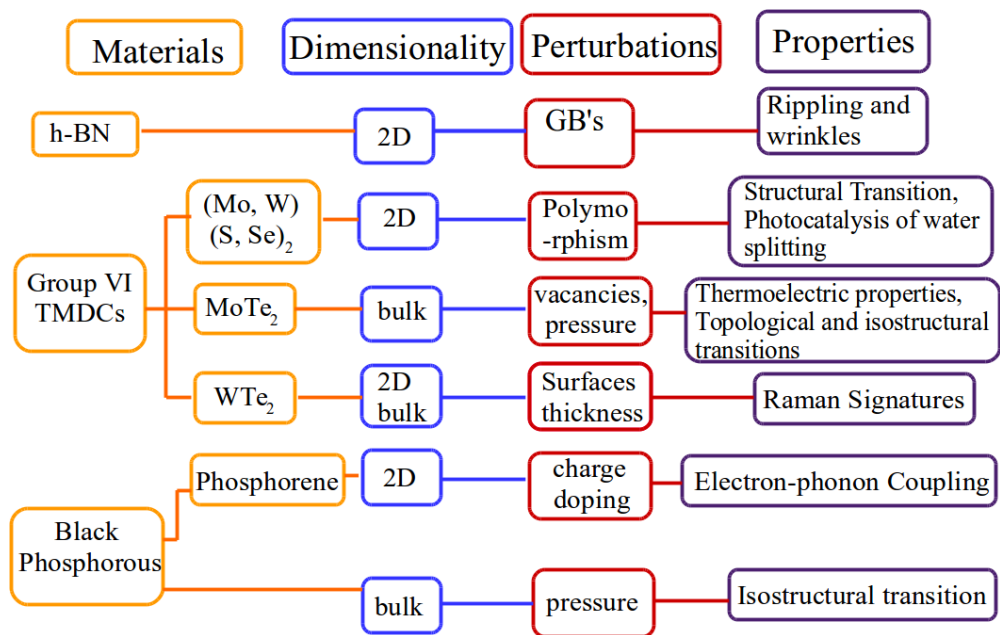 Materials
Dimensionality
Perturbations
Properties
h-BN
2D
GB's
Rippling and
wrinkles
Group VI
TMDCs
(Mo, W)
(S, Se)₂
2D
Polymo
-rphism
Structural Transition,
Photocatalysis of water
splitting
MoTe₂
bulk
vacancies,
pressure
Thermoelectric properties,
Topological and isostructural
transitions
WTe₂
2D
bulk
Surfaces
thickness
Raman Signatures
Black
Phosphorous
Phosphorene
2D
charge
doping
Electron-phonon Coupling
bulk
pressure
Isostructural transition